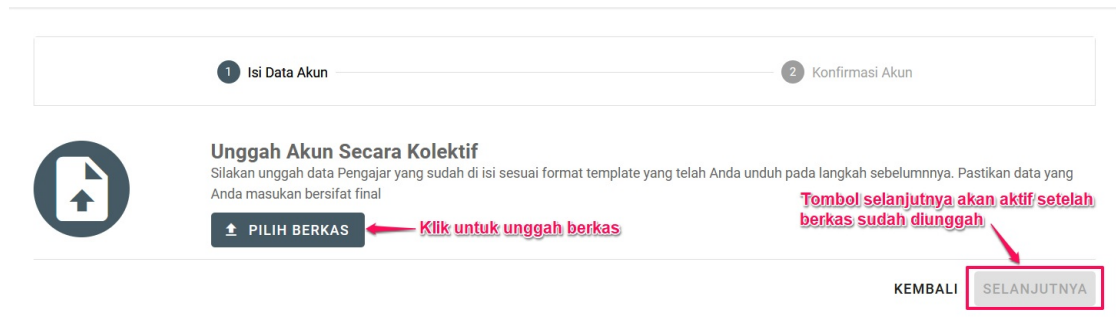 1 Isi Data Akun
2 Konfirmasi Akun
Unggah Akun Secara Kolektif
Silakan unggah data Pengajar yang sudah di isi sesuai format template yang telah Anda unduh pada langkah sebelumnnya. Pastikan data yang
Anda masukan bersifat final
Tombol selanjutnya akan aktif setelah
berkas sudah diunggah
PILIH BERKAS
Klik untuk unggah berkas
KEMBALI
SELANJUTNYA